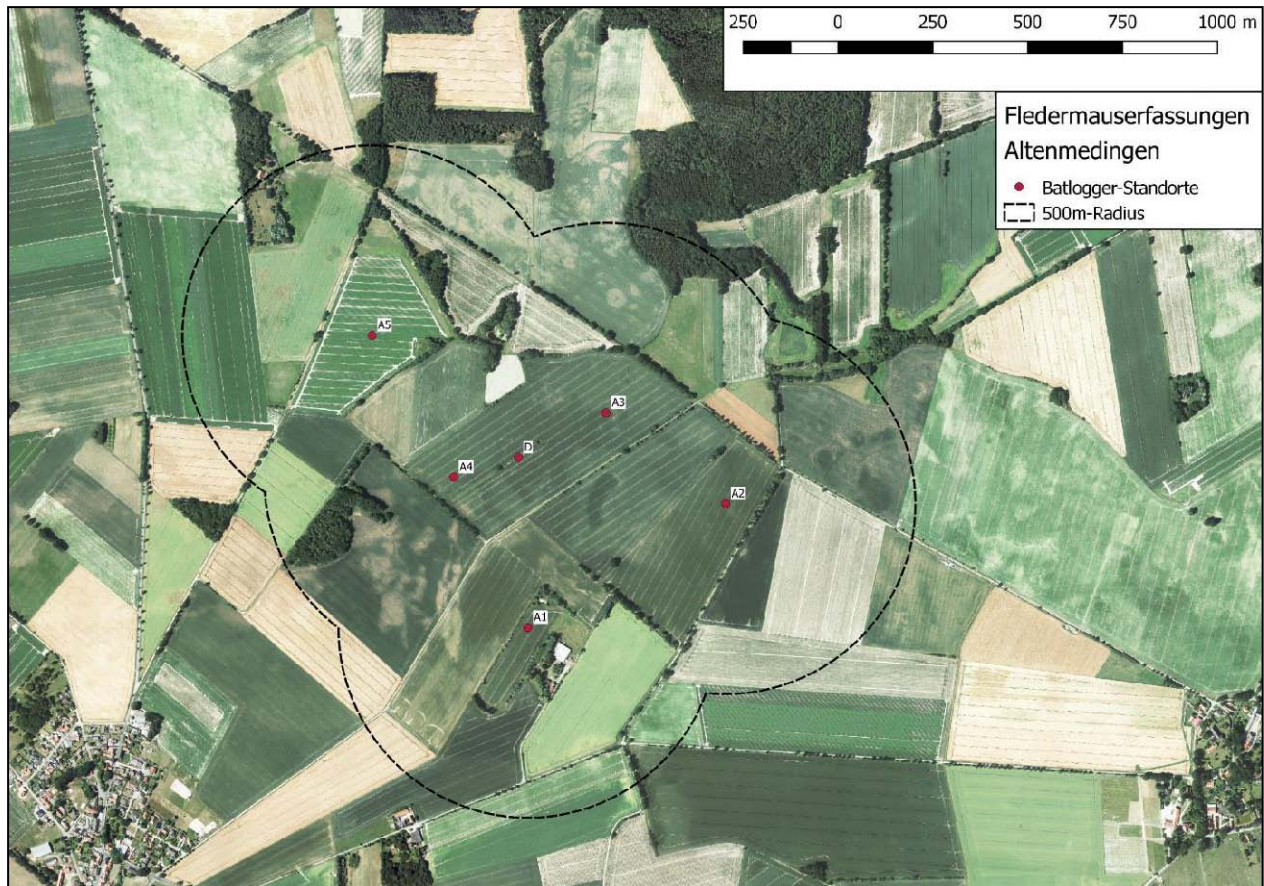 250 0 250 500 750 1000 m
Fledermauserfassungen
Altenmedingen
Batlogger-Standorte
500m-Radius
A5
A3
D
A4
A2
A1